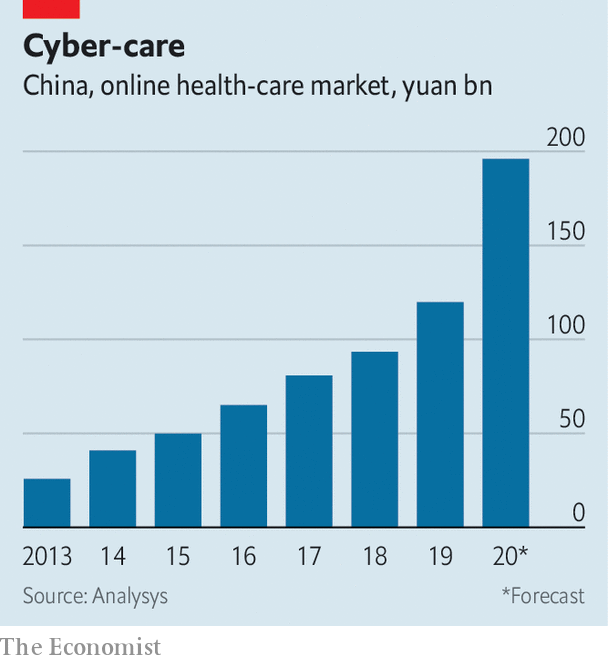 Cyber-care
China, online health-care market, yuan bn
200
150
100
50
0
2013 14 15 16 17 18 19 20*
Source: Analysys *Forecast
The Economist